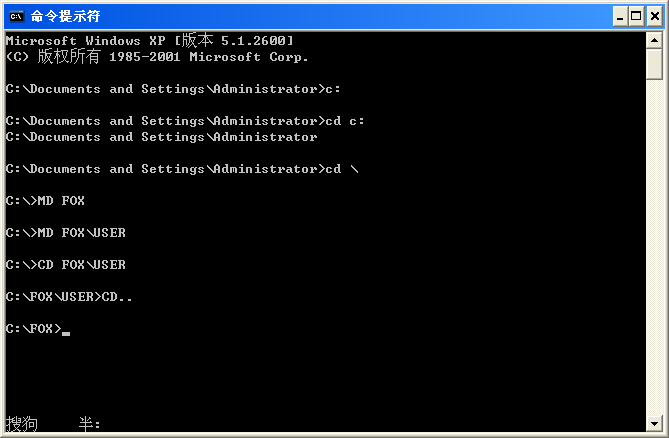 命令提示符
Microsoft Windows XP [版本 5.1.2600]
(C) 版权所有 1985-2001 Microsoft Corp.
C:\Documents and Settings\Administrator>c:
C:\Documents and Settings\Administrator>cd c:
C:\Documents and Settings\Administrator
C:\Documents and Settings\Administrator>cd \
C:\>MD FOX
C:\>MD FOX\USER
C:\>CD FOX\USER
C:\FOX\USER>CD..
C:\FOX>_
搜狗 半: